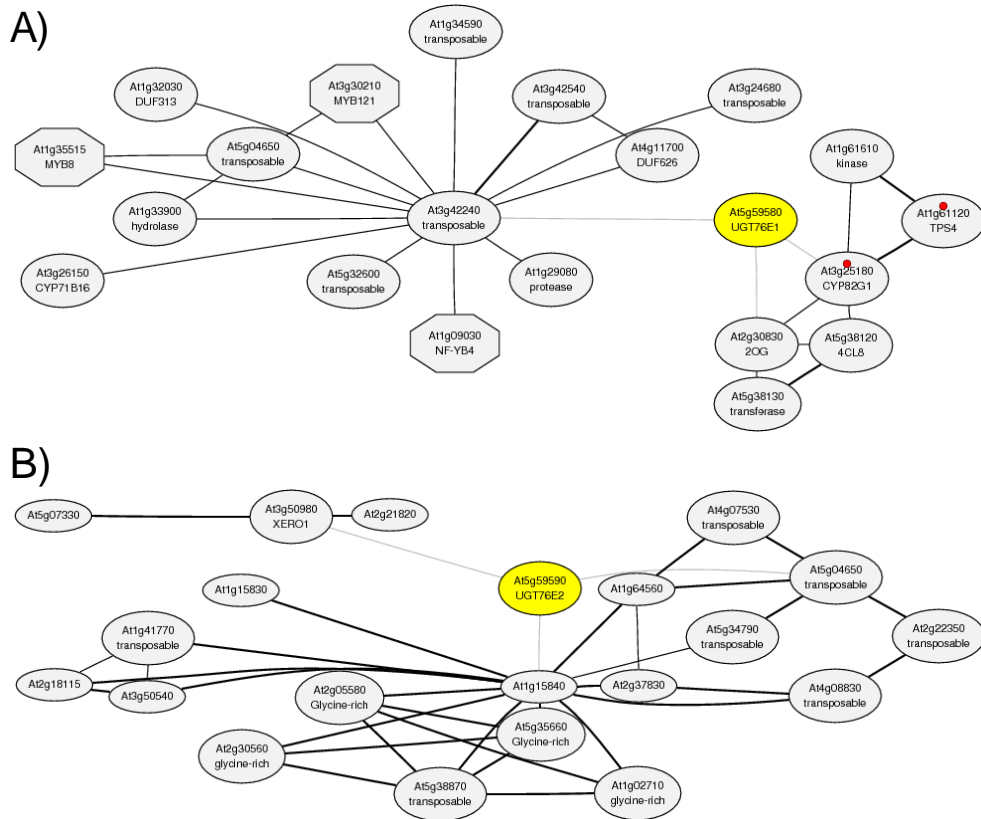 A)
At1g34590
transposable
At1g32030
DUF313
At3g30210
MYB121
At3g42540
transposable
At3g24680
transposable
At1g35515
MYB8
At5g04650
transposable
At4g11700
DUF626
At1g61610
kinase
At1g33900
hydrolase
At3g42240
transposable
At5g59580
UGT76E1
At1g61120
TPS4
At3g26150
CYP71B16
At5g32600
transposable
At1g29080
protease
At3g25180
CYP82G1
At1g09030
NF-YB4
At2g30830
2OG
At5g38120
4CL8
At5g38130
transferase
B)
At5g07330
At3g50980
XERO1
At2g21820
At4g07530
transposable
At1g15830
At5g59590
UGT76E2
At1g64560
At5g04650
transposable
At1g41770
transposable
At5g34790
transposable
At2g22350
transposable
At2g18115
At3g50540
At2g05580
Glycine-rich
At1g15840
At2g37830
At4g08830
transposable
At2g30560
glycine-rich
At5g35660
Glycine-rich
At5g38870
transposable
At1g02710
glycine-rich